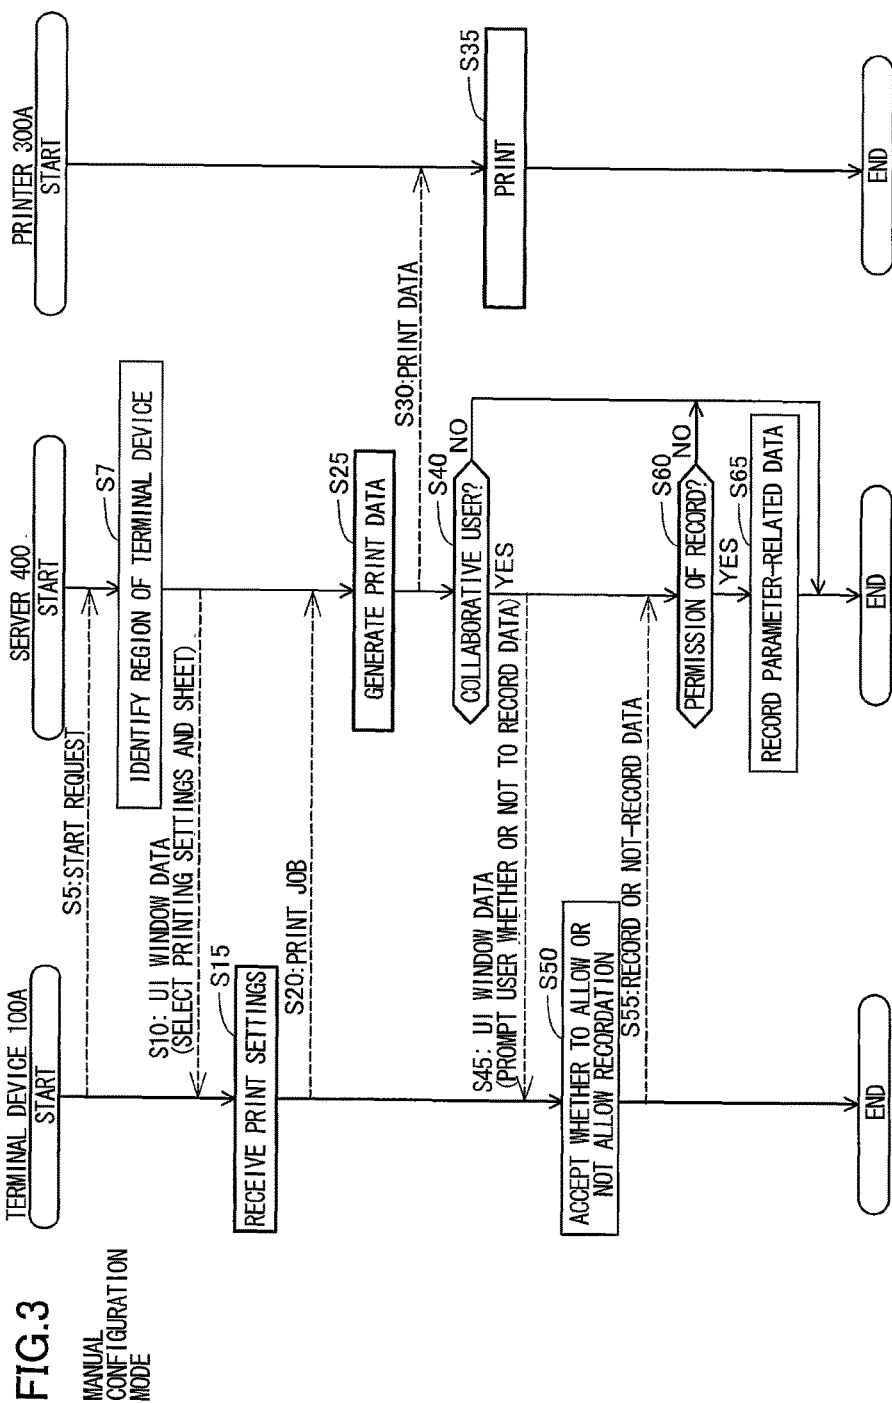 FIG.3
MANUAL
CONFIGURATION
MODE
TERMINAL DEVICE 100A
START
SERVER 400
START
PRINTER 300A
START
S5:START REQUEST
S7
IDENTIFY REGION OF TERMINAL DEVICE
S10: UI WINDOW DATA
(SELECT PRINTING SETTINGS AND SHEET)
S15
RECEIVE PRINT SETTINGS
S20:PRINT JOB
S25
GENERATE PRINT DATA
S30:PRINT DATA
S35
PRINT
S40
COLLABORATIVE USER?
NO
YES
S45: UI WINDOW DATA
(PROMPT USER WHETHER OR NOT TO RECORD DATA)
S50
ACCEPT WHETHER TO ALLOW OR
NOT ALLOW RECORDATION
S55:RECORD OR NOT-RECORD DATA
S60
PERMISSION OF RECORD?
NO
YES
S65
RECORD PARAMETER-RELATED DATA
END
END
END